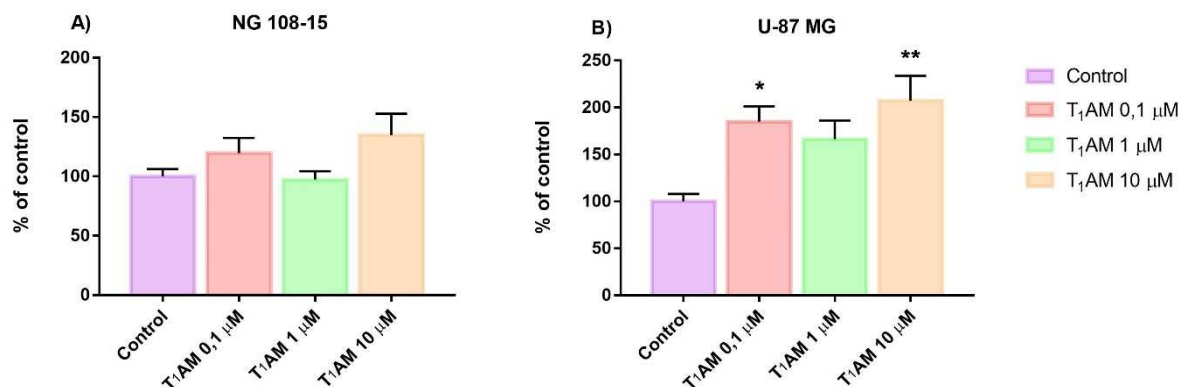 A)
NG 108-15
% of control
200
150
100
50
0
Control
T₁AM 0,1 μM
T₁AM 1 μM
T₁AM 10 μM
B)
U-87 MG
% of control
250
200
150
100
50
0
*
**
Control
T₁AM 0,1 μM
T₁AM 1 μM
T₁AM 10 μM
Control
T₁AM 0,1 μM
T₁AM 1 μM
T₁AM 10 μM